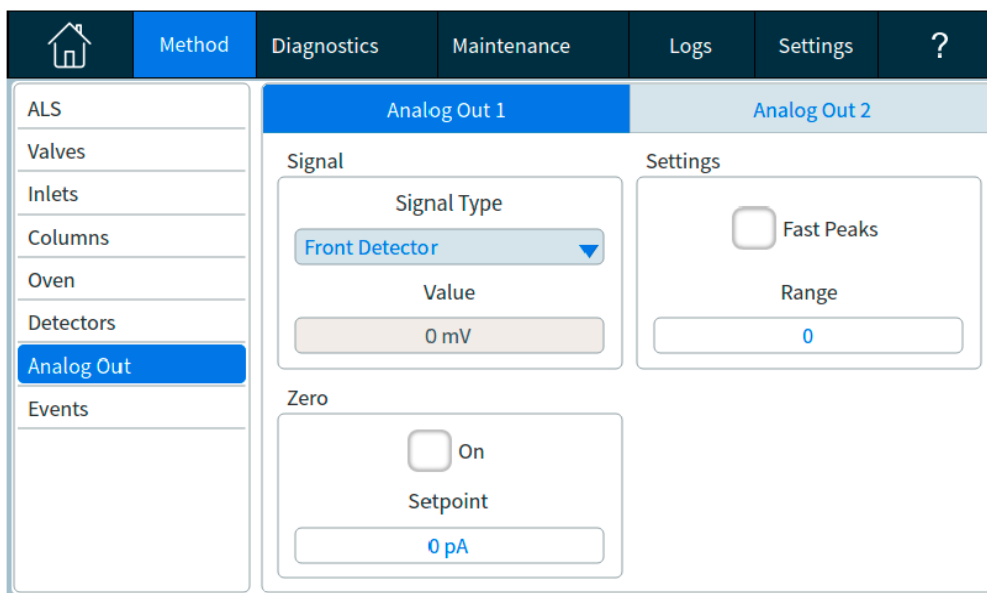 Method
Diagnostics
Maintenance
Logs
Settings
?
ALS
Valves
Inlets
Columns
Oven
Detectors
Analog Out
Events
Analog Out 1
Analog Out 2
Signal
Signal Type
Front Detector
Value
0 mV
Settings
Fast Peaks
Range
0
Zero
On
Setpoint
0 pA